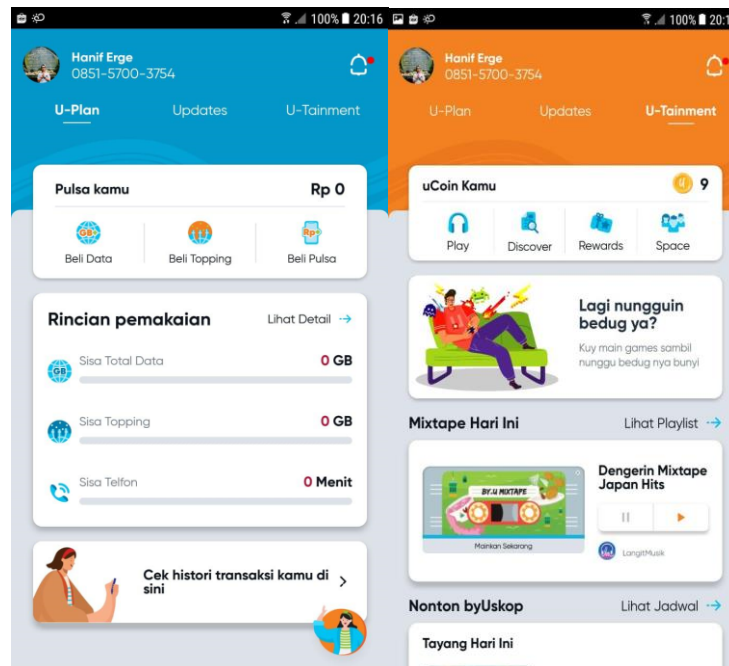 100% 20:16
Hanif Erge
0851-5700-3754
U-Plan Updates U-Tainment
Pulsa kamu Rp 0
GB+ Rp+
Beli Data Beli Topping Beli Pulsa
Rincian pemakaian Lihat Detail
Sisa Total Data 0 GB
GB
Sisa Topping 0 GB
Sisa Telfon 0 Menit
Cek histori transaksi kamu di
sini
100% 20:1
Hanif Erge
0851-5700-3754
U-Plan Updates U-Tainment
uCoin Kamu 9
Play Discover Rewards Space
Lagi nungguin
bedug ya?
Kuy main games sambil
nunggu bedug nya bunyi
Mixtape Hari Ini Lihat Playlist
BY.U MIXTAPE
Mainkan Sekarang
Dengerin Mixtape
Japan Hits
LangitMusik
Nonton byUskop Lihat Jadwal
Tayang Hari Ini